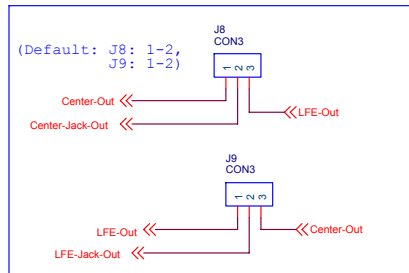 J8
CON3
(Default: J8: 1-2,
J9: 1-2)
1 2 3
Center-Out
LFE-Out
Center-Jack-Out
J9
CON3
1 2 3
LFE-Out
Center-Out
LFE-Jack-Out